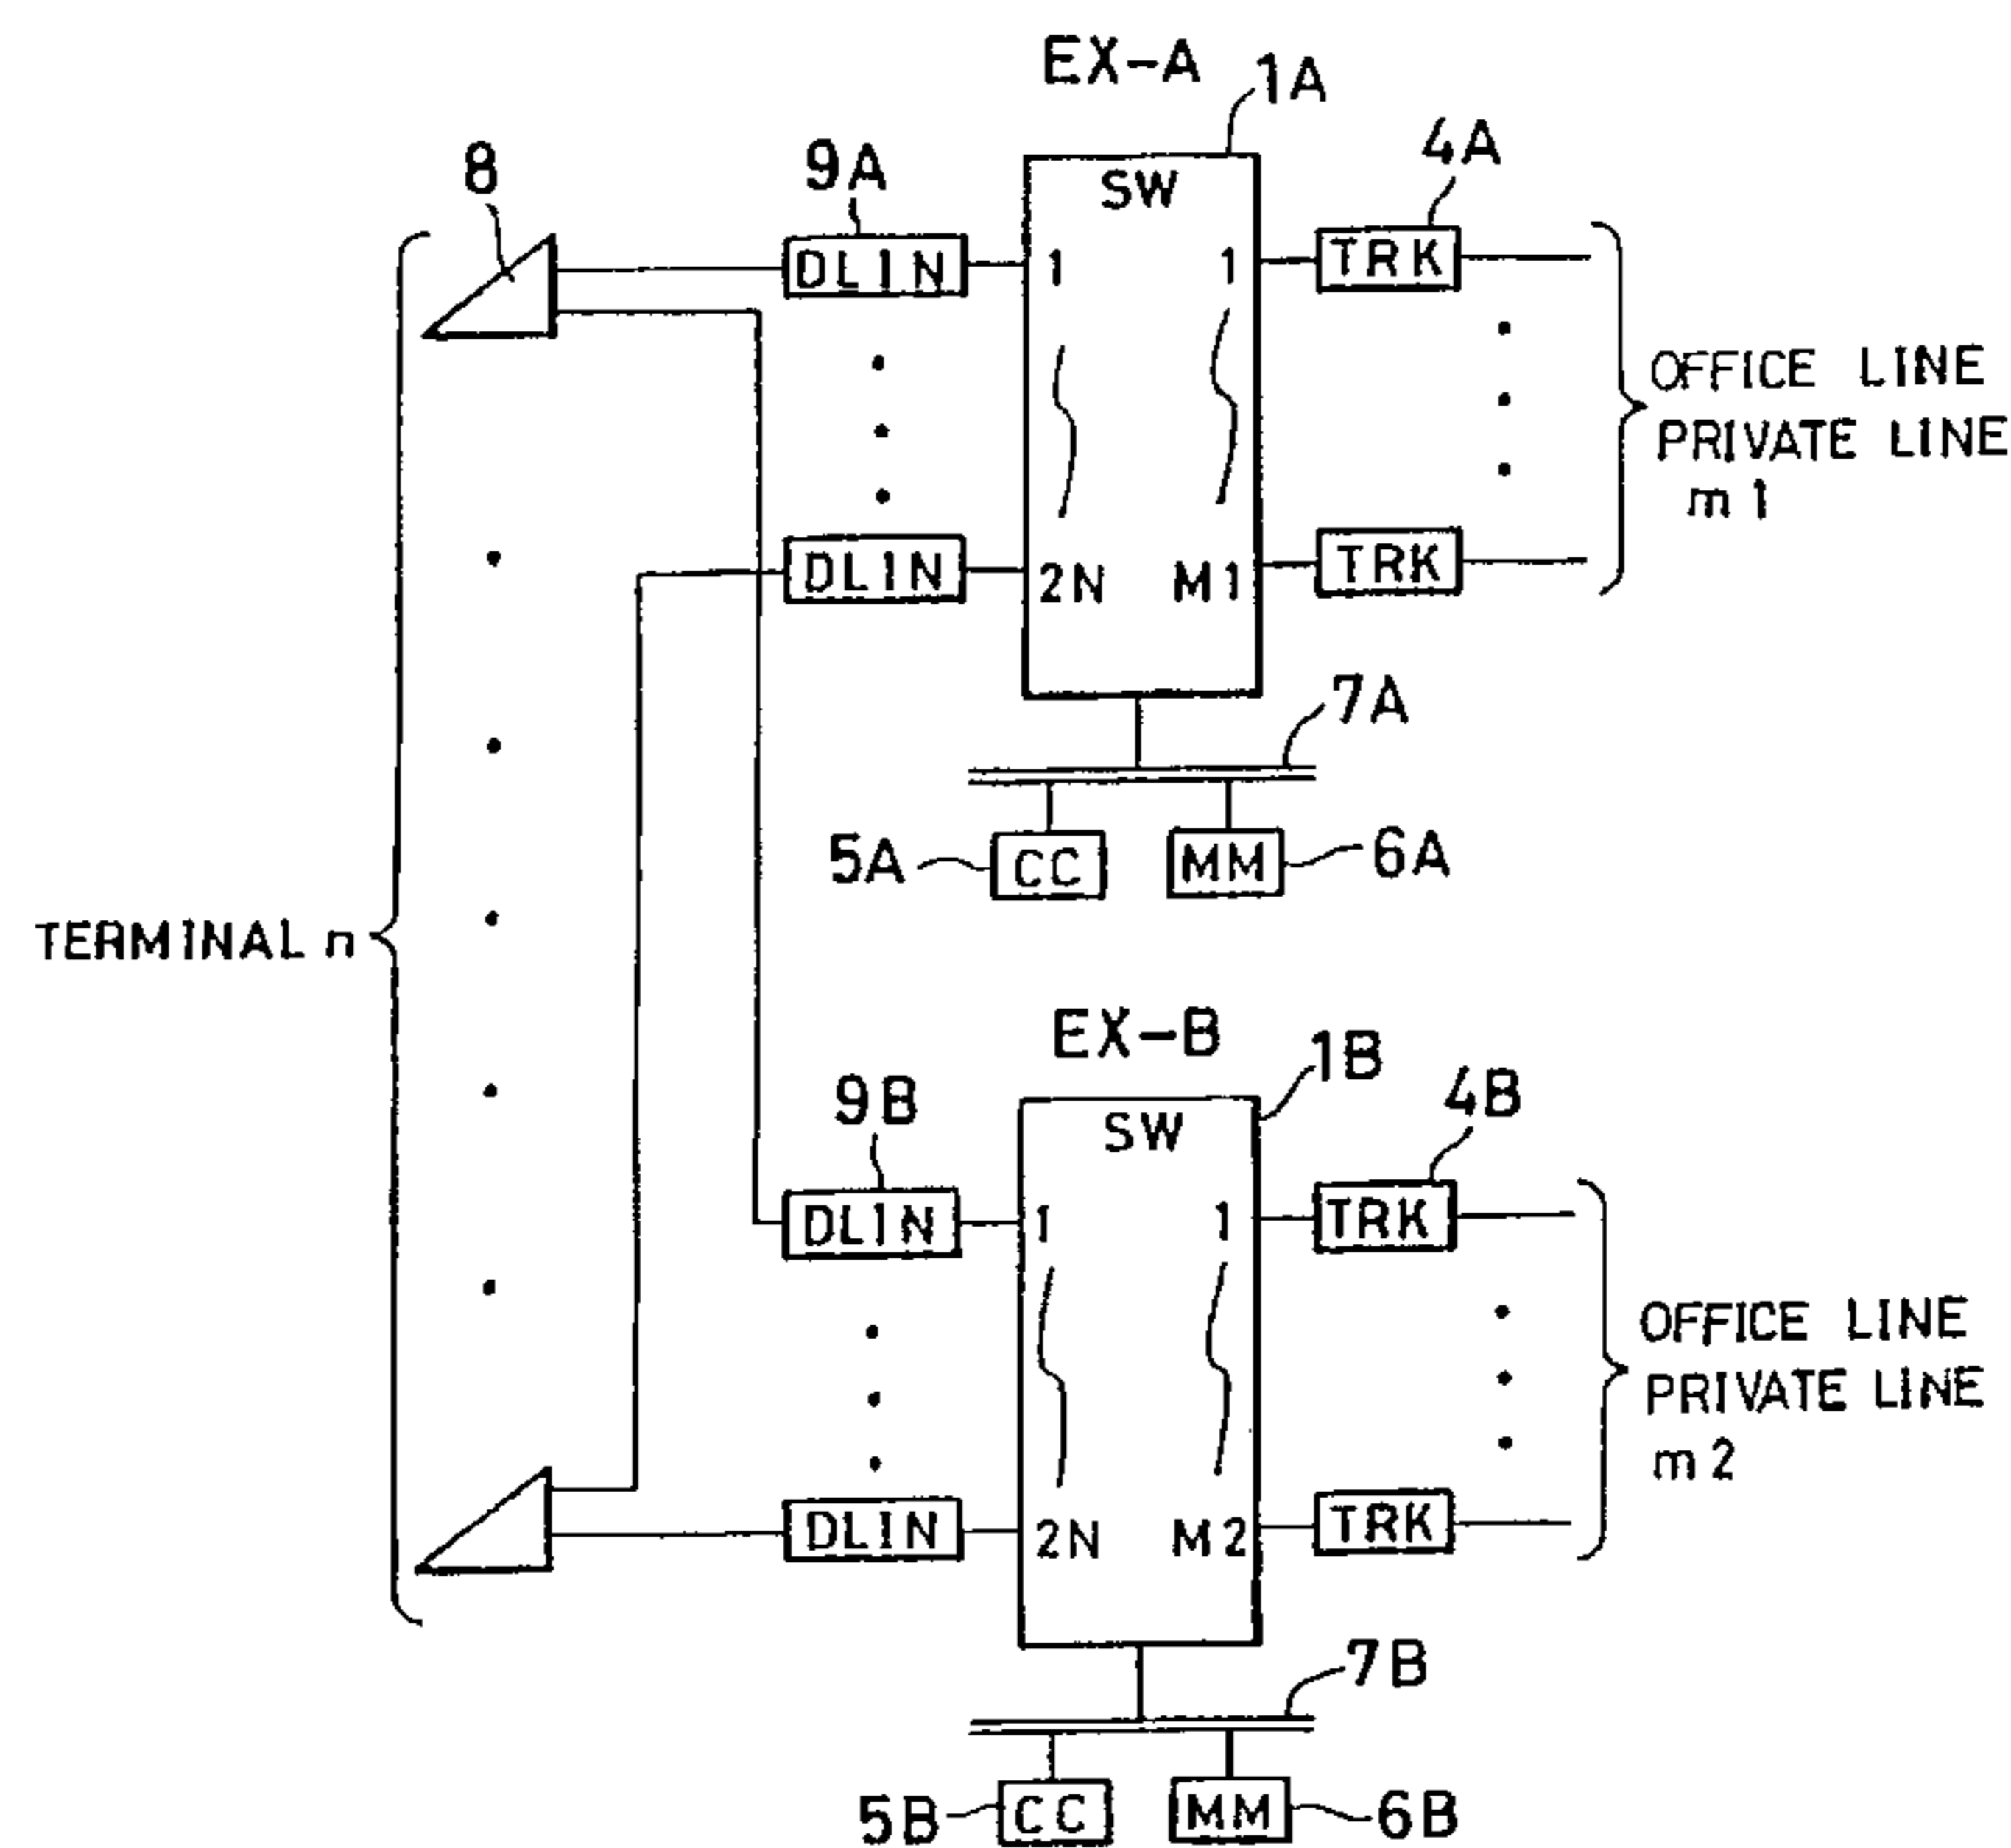 EX-A
1A
4A
8
9A
SW
DLIN
1
1
TRK
OFFICE LINE
PRIVATE LINE
m1
DLIN
2N
M1
TRK
7A
5A
CC
MM
6A
TERMINAL n
EX-B
1B
4B
9B
SW
DLIN
1
1
TRK
OFFICE LINE
PRIVATE LINE
m2
DLIN
2N
M2
TRK
7B
5B
CC
MM
6B